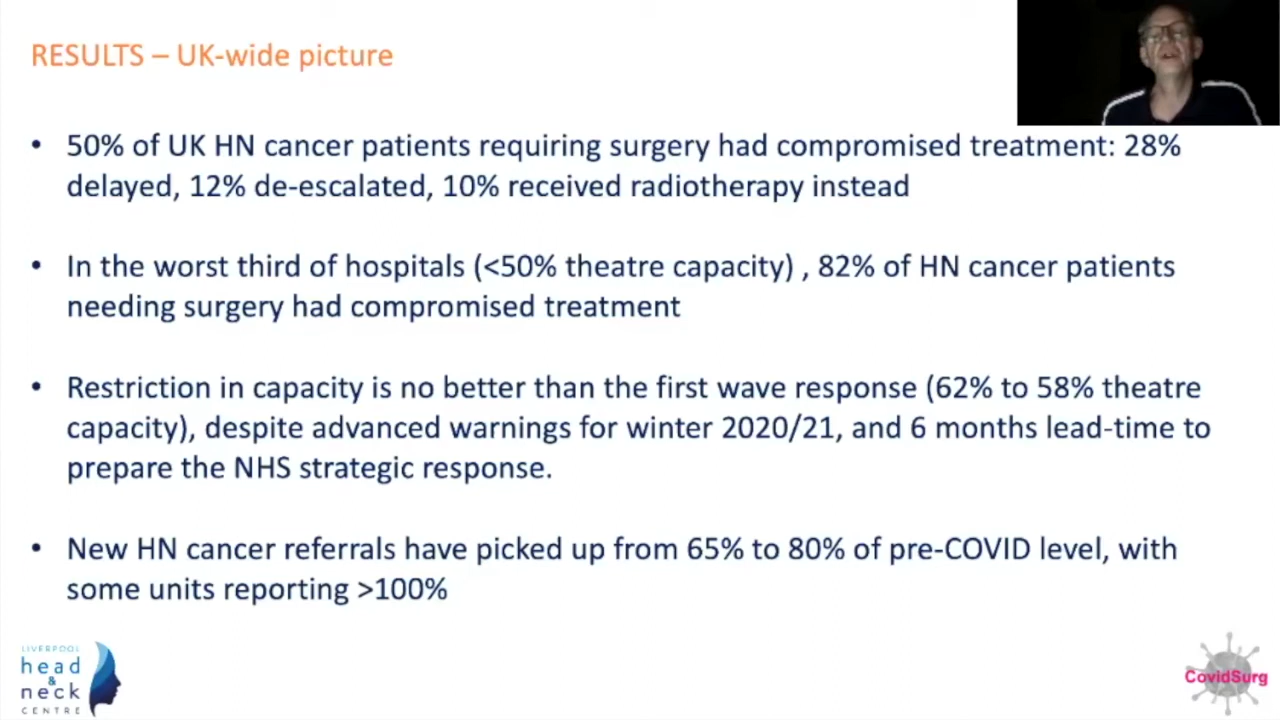 RESULTS – UK-wide picture
• 50% of UK HN cancer patients requiring surgery had compromised treatment: 28%
delayed, 12% de-escalated, 10% received radiotherapy instead
• In the worst third of hospitals (<50% theatre capacity) , 82% of HN cancer patients
needing surgery had compromised treatment
• Restriction in capacity is no better than the first wave response (62% to 58% theatre
capacity), despite advanced warnings for winter 2020/21, and 6 months lead-time to
prepare the NHS strategic response.
• New HN cancer referrals have picked up from 65% to 80% of pre-COVID level, with
some units reporting >100%
LIVERPOOL
head
&
neck
CENTRE
CovidSurg